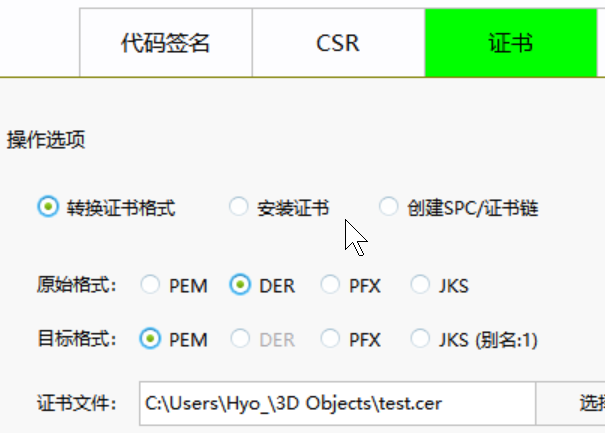 代码签名 CSR 证书
操作选项
转换证书格式 安装证书 创建SPC/证书链
原始格式： PEM DER PFX JKS
目标格式： PEM DER PFX JKS (别名:1)
证书文件： C:\Users\Hyo_\3D Objects\test.cer 选择